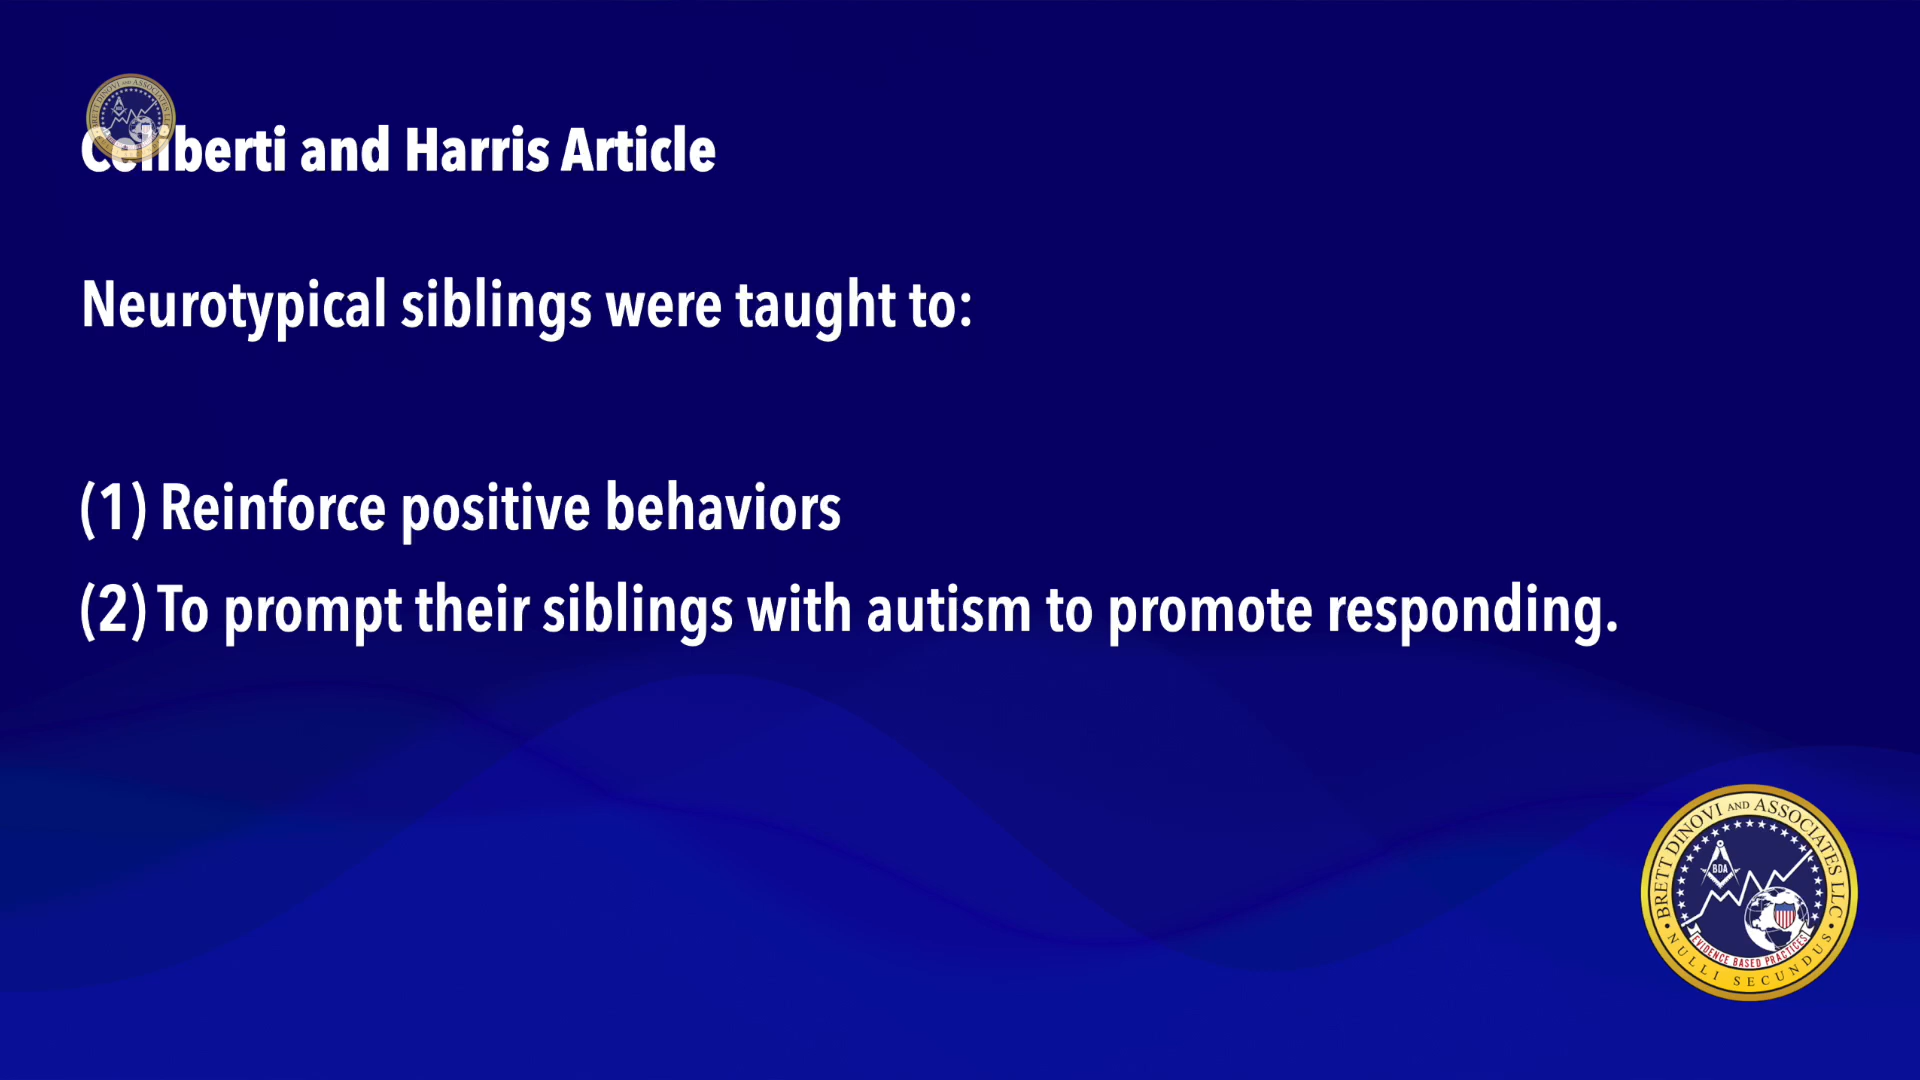 Celiberti and Harris Article
Neurotypical siblings were taught to:
(1) Reinforce positive behaviors
(2) To prompt their siblings with autism to promote responding.
BRETT DINOVI AND ASSOCIATES LLC
BDA
EVIDENCE BASED PRACTICES
NULLI SECUNDUS